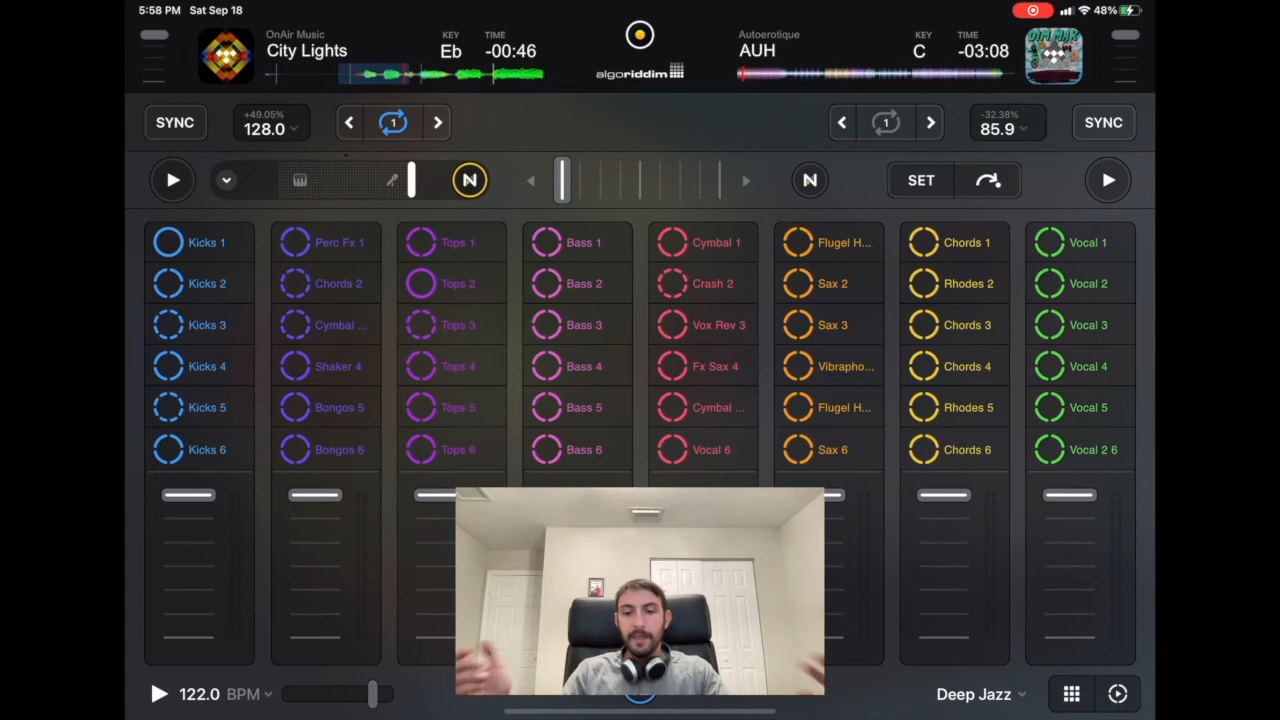 5:58 PM Sat Sep 18
48%
OnAir Music
City Lights
KEY
Eb
TIME
-00:46
algoriddim
Autoerotique
AUH
KEY
C
TIME
-03:08
DIM MAK
SYNC
+49.05%
128.0
1
1
-32.38%
85.9
SYNC
N
N
SET
Kicks 1 Perc Fx 1 Tops 1 Bass 1 Cymbal 1 Flugel H... Chords 1 Vocal 1
Kicks 2 Chords 2 Tops 2 Bass 2 Crash 2 Sax 2 Rhodes 2 Vocal 2
Kicks 3 Cymbal ... Tops 3 Bass 3 Vox Rev 3 Sax 3 Chords 3 Vocal 3
Kicks 4 Shaker 4 Tops 4 Bass 4 Fx Sax 4 Vibrapho... Chords 4 Vocal 4
Kicks 5 Bongos 5 Tops 5 Bass 5 Cymbal ... Flugel H... Rhodes 5 Vocal 5
Kicks 6 Bongos 6 Tops 6 Bass 6 Vocal 6 Sax 6 Chords 6 Vocal 2 6
122.0 BPM
Deep Jazz